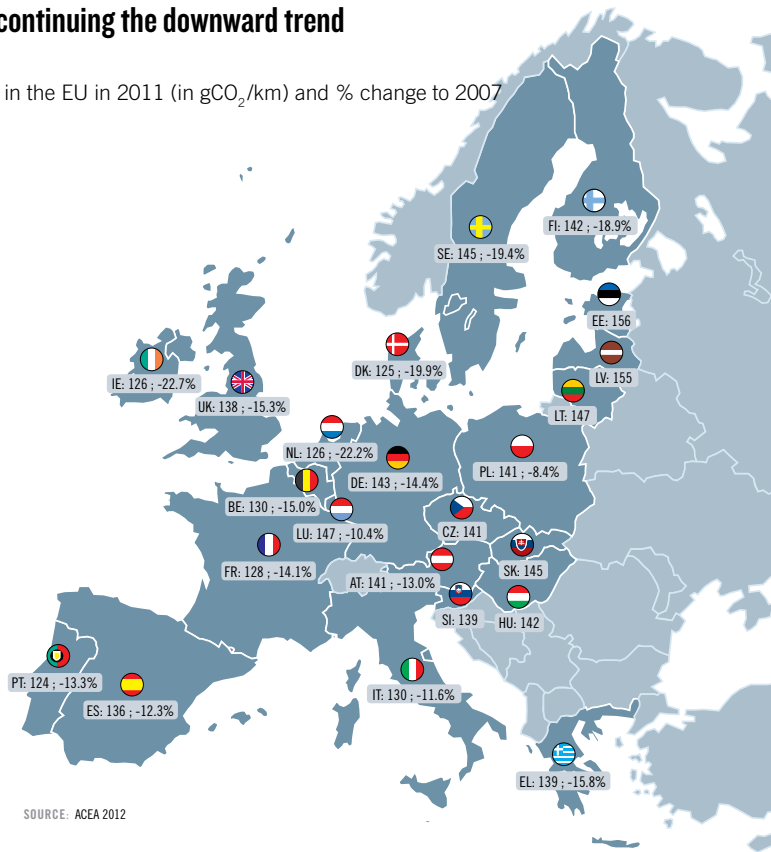 continuing the downward trend
in the EU in 2011 (in gCO₂/km) and % change to 2007
FI: 142 ; -18.9%
SE: 145 ; -19.4%
EE: 156
DK: 125 ; -19.9%
LV: 155
IE: 126 ; -22.7%
UK: 138 ; -15.3%
LT: 147
NL: 126 ; -22.2%
DE: 143 ; -14.4%
PL: 141 ; -8.4%
BE: 130 ; -15.0%
LU: 147 ; -10.4%
CZ: 141
FR: 128 ; -14.1%
AT: 141 ; -13.0%
SK: 145
SI: 139
HU: 142
PT: 124 ; -13.3%
ES: 136 ; -12.3%
IT: 130 ; -11.6%
EL: 139 ; -15.8%
SOURCE: ACEA 2012